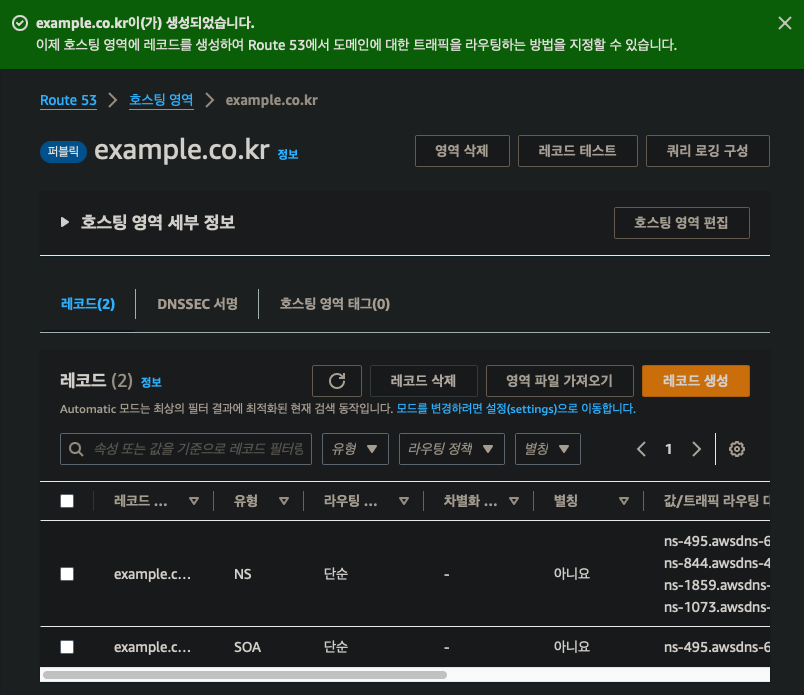 example.co.kr이(가) 생성되었습니다.
이제 호스팅 영역에 레코드를 생성하여 Route 53에서 도메인에 대한 트래픽을 라우팅하는 방법을 지정할 수 있습니다.
Route 53 호스팅 영역 example.co.kr
퍼블릭 example.co.kr 정보 영역 삭제 레코드 테스트 쿼리 로깅 구성
호스팅 영역 세부 정보 호스팅 영역 편집
레코드(2) DNSSEC 서명 호스팅 영역 태그(0)
레코드 (2) 정보 레코드 삭제 영역 파일 가져오기 레코드 생성
Automatic 모드는 최상의 필터 결과에 최적화된 현재 검색 동작입니다. 모드를 변경하려면 설정(settings)으로 이동합니다.
속성 또는 값을 기준으로 레코드 필터링 유형 라우팅 정책 별칭 1
레코드 ... 유형 라우팅 ... 차별화 ... 별칭 값/트래픽 라우팅 대
ns-495.awsdns-6
ns-844.awsdns-4
example.c... NS 단순 - 아니요
ns-1859.awsdns-
ns-1073.awsdns-
example.c... SOA 단순 - 아니요 ns-495.awsdns-6